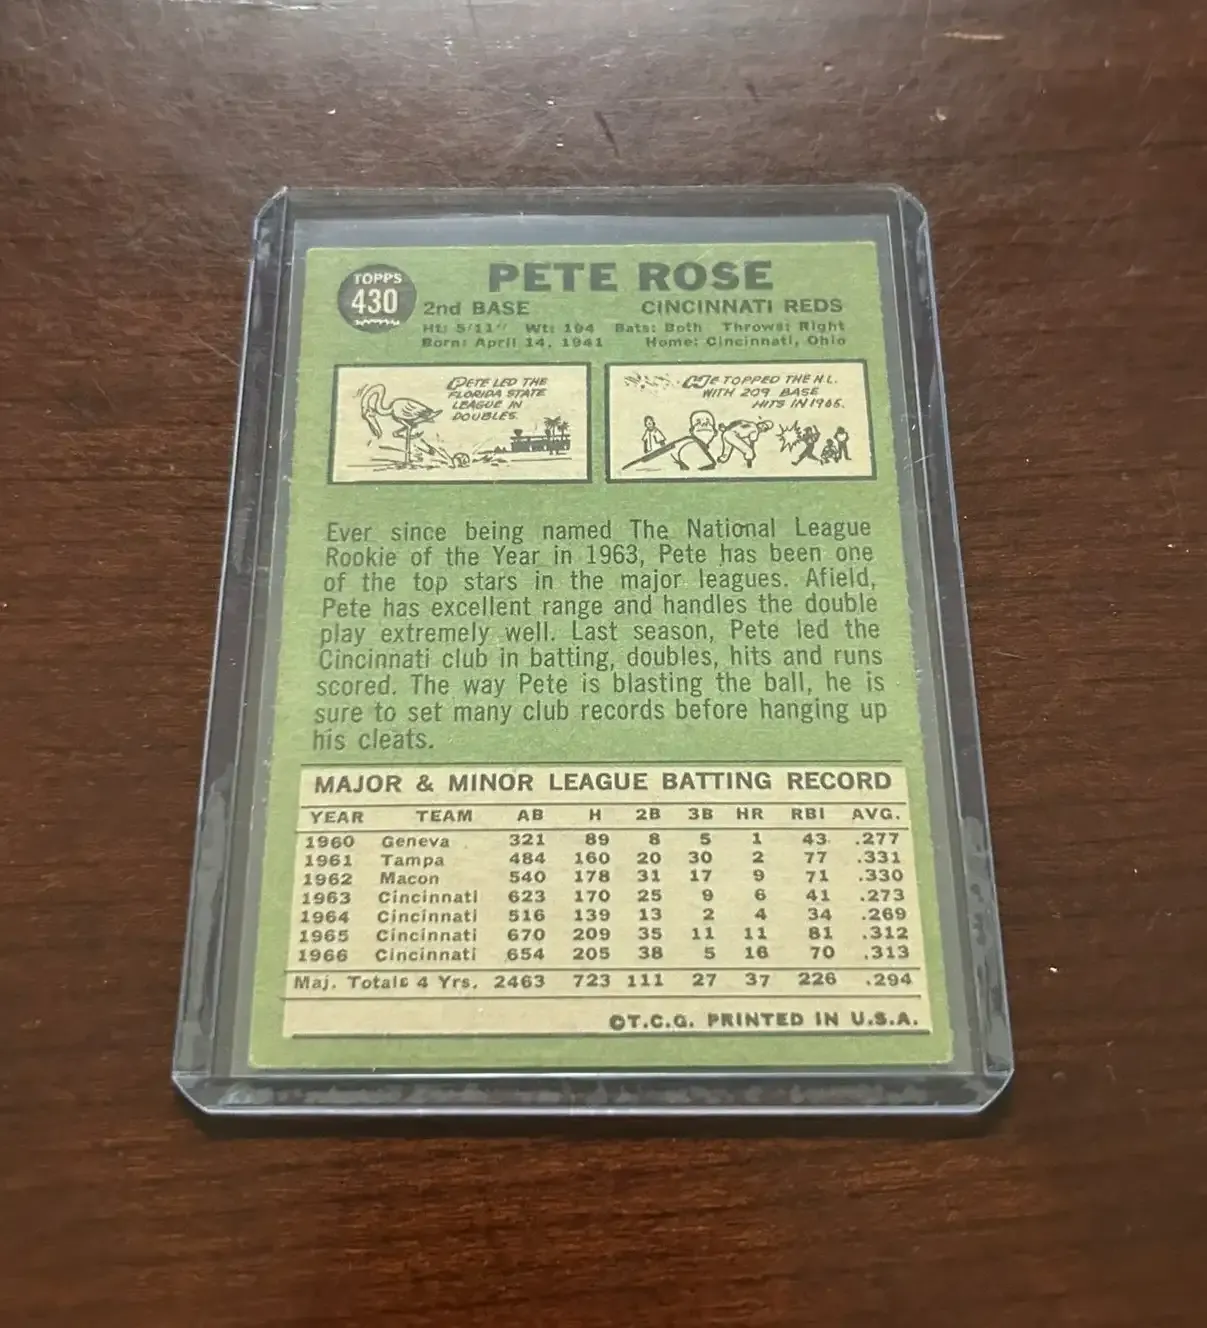 TOPPS
430
PETE ROSE
2nd BASE CINCINNATI REDS
Ht: 5'11" Wt: 194 Bats: Both Throws: Right
Born: April 14, 1941 Home: Cincinnati, Ohio
PETE LED THE
FLORIDA STATE
LEAGUE IN
DOUBLES.
TOPPED THE N.L.
WITH 209 BASE
HITS IN 1965.
Ever since being named The National League
Rookie of the Year in 1963, Pete has been one
of the top stars in the major leagues. Afield,
Pete has excellent range and handles the double
play extremely well. Last season, Pete led the
Cincinnati club in batting, doubles, hits and runs
scored. The way Pete is blasting the ball, he is
sure to set many club records before hanging up
his cleats.
MAJOR & MINOR LEAGUE BATTING RECORD
YEAR TEAM AB H 2B 3B HR RBI AVG.
1960 Geneva 321 89 8 5 1 43 .277
1961 Tampa 484 160 20 30 2 77 .331
1962 Macon 540 178 31 17 9 71 .330
1963 Cincinnati 623 170 25 9 6 41 .273
1964 Cincinnati 516 139 13 2 4 34 .269
1965 Cincinnati 670 209 35 11 11 81 .312
1966 Cincinnati 654 205 38 5 16 70 .313
Maj. Totals 4 Yrs. 2463 723 111 27 37 226 .294
©T.C.G. PRINTED IN U.S.A.